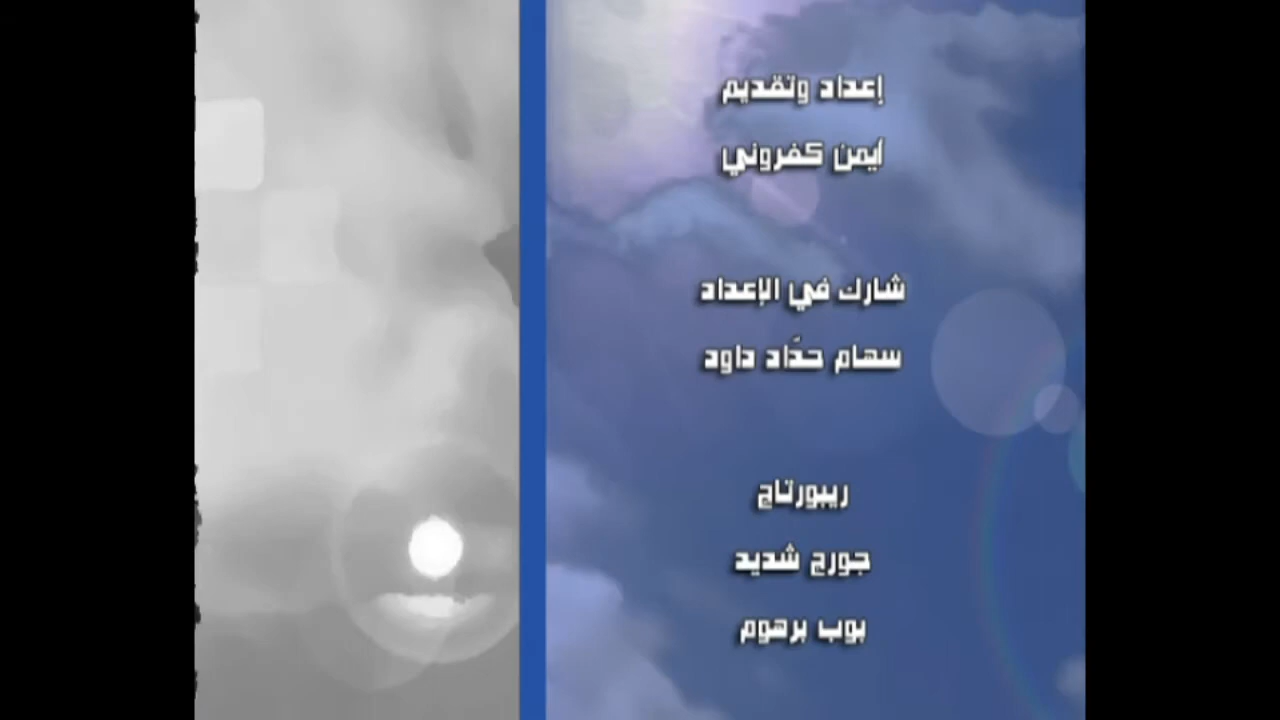 إعداد وتقديم
أيمن كفروني
شارك في الإعداد
سهام حدّاد داود
ريبورتاج
جورج شديد
بوب برهوم